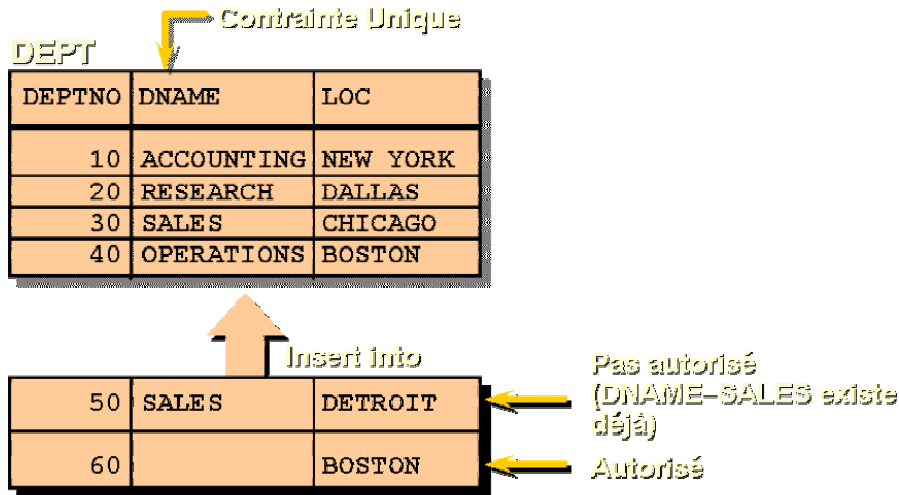 Contrainte Unique
DEPT
DEPTNO DNAME LOC
10 ACCOUNTING NEW YORK
20 RESEARCH DALLAS
30 SALES CHICAGO
40 OPERATIONS BOSTON
Insert into
50 SALES DETROIT
Pas autorisé
(DNAME-SALES existe
déjà)
60 BOSTON
Autorisé